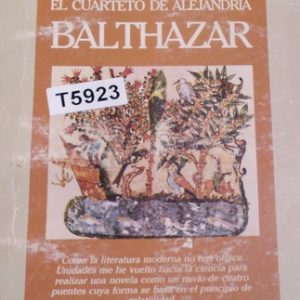 EL CUARTETO DE ALEJANDRÍA
BALTHAZAR
T5923
Como la literatura moderna no nos ofrece
Unidades me he vuelto hacia la ciencia para
realizar una novela como un navío de cuatro
puentes cuya forma se basa en el principio de